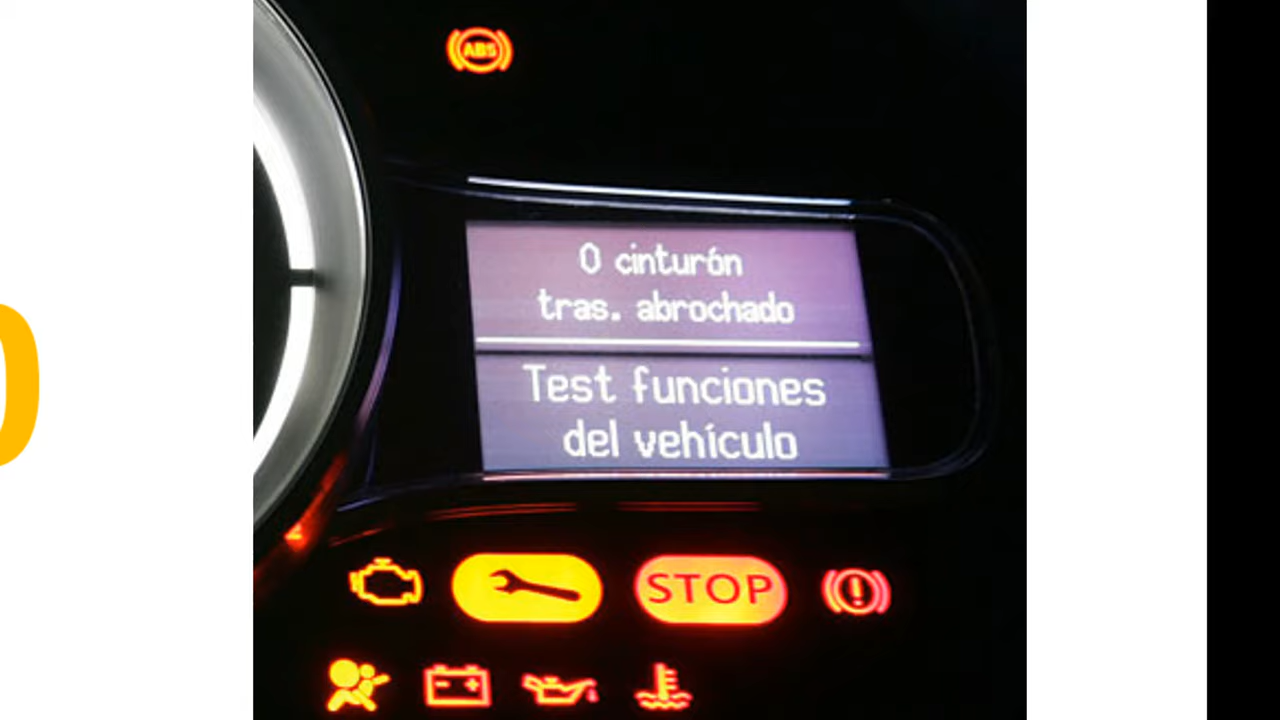 ABS
0 cinturón
tras. abrochado
Test funciones
del vehículo
STOP